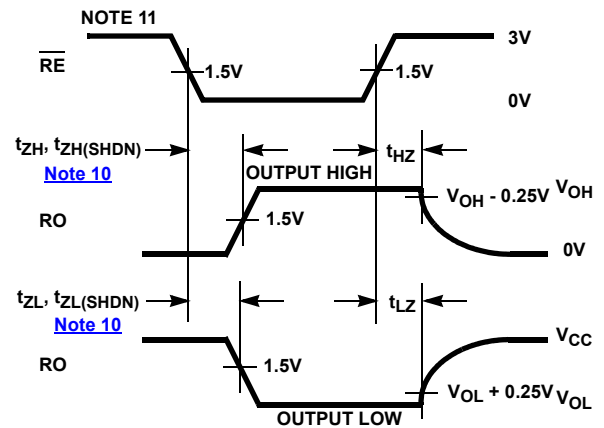 NOTE 11
3V
RE
1.5V
1.5V
0V
tZH, tZH(SHDN)
Note 10
tHZ
OUTPUT HIGH
VOH - 0.25V
VOH
RO
1.5V
0V
tZL, tZL(SHDN)
Note 10
tLZ
VCC
RO
1.5V
VOL + 0.25V
VOL
OUTPUT LOW